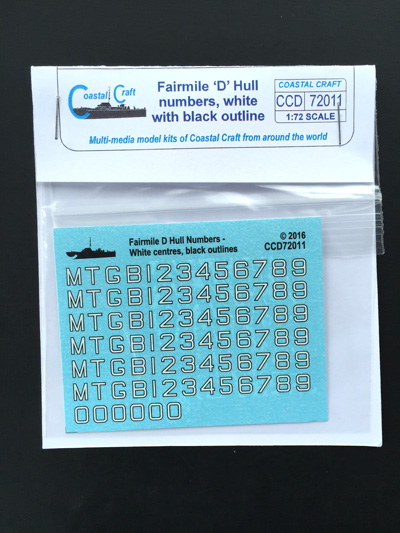 Coastal Craft
Fairmile ‘D’ Hull
numbers, white
with black outline
COASTAL CRAFT
CCD 72011
1:72 SCALE
Multi-media model kits of Coastal Craft from around the world
Fairmile D Hull Numbers -
White centres, black outlines
© 2016
CCD72011
MTGB123456789
MTGB123456789
MTGB123456789
MTGB123456789
MTGB123456789
MTGB123456789
000000